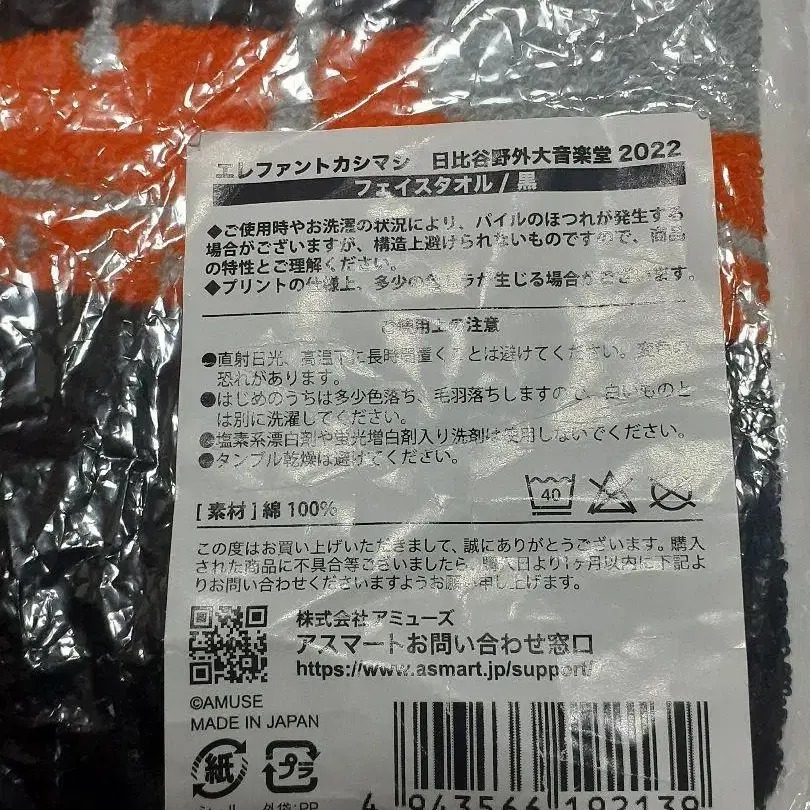 エレファントカシマシ 日比谷野外大音楽堂 2022
フェイスタオル / 黒
◆ご使用時やお洗濯の状況により、パイルのほつれが発生する
場合がございますが、構造上避けられないものですので、商品
の特性とご理解ください。
◆プリントの仕様上、多少の色ムラが生じる場合がございます。
ご使用上の注意
●直射日光、高温下に長時間置くことは避けてください。変色の
恐れがあります。
●はじめのうちは多少色落ち、毛羽落ちしますので、白いものと
は別に洗濯してください。
●塩素系漂白剤や蛍光増白剤入り洗剤は使用しないでください。
●タンブル乾燥は避けてください。
40
[ 素材 ] 綿 100%
この度はお買い上げいただきまして、誠にありがとうございます。購入
された商品に不具合等ございましたら、購入日より1ヶ月以内に下記よ
りお問い合わせくださいますようお願い申し上げます。
株式会社アミューズ
アスマートお問い合わせ窓口
https://www.asmart.jp/support/
©AMUSE
MADE IN JAPAN
紙 プラ
シール 外袋:PP
4 943566 192139